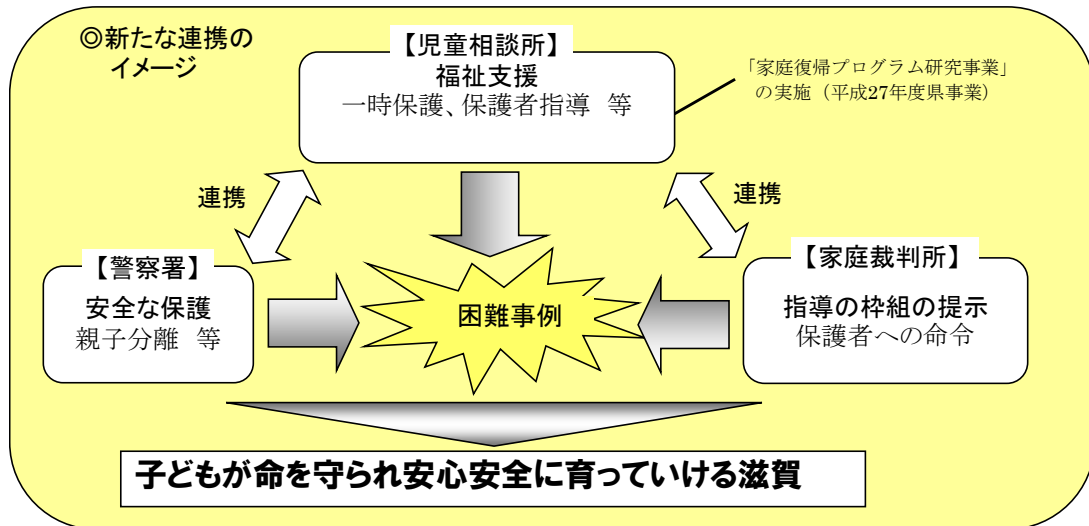 ◎新たな連携の
イメージ
【児童相談所】
福祉支援
一時保護、保護者指導　等
「家庭復帰プログラム研究事業」
の実施（平成27年度県事業）
連携
連携
【警察署】
安全な保護
親子分離　等
困難事例
【家庭裁判所】
指導の枠組の提示
保護者への命令
子どもが命を守られ安心安全に育っていける滋賀